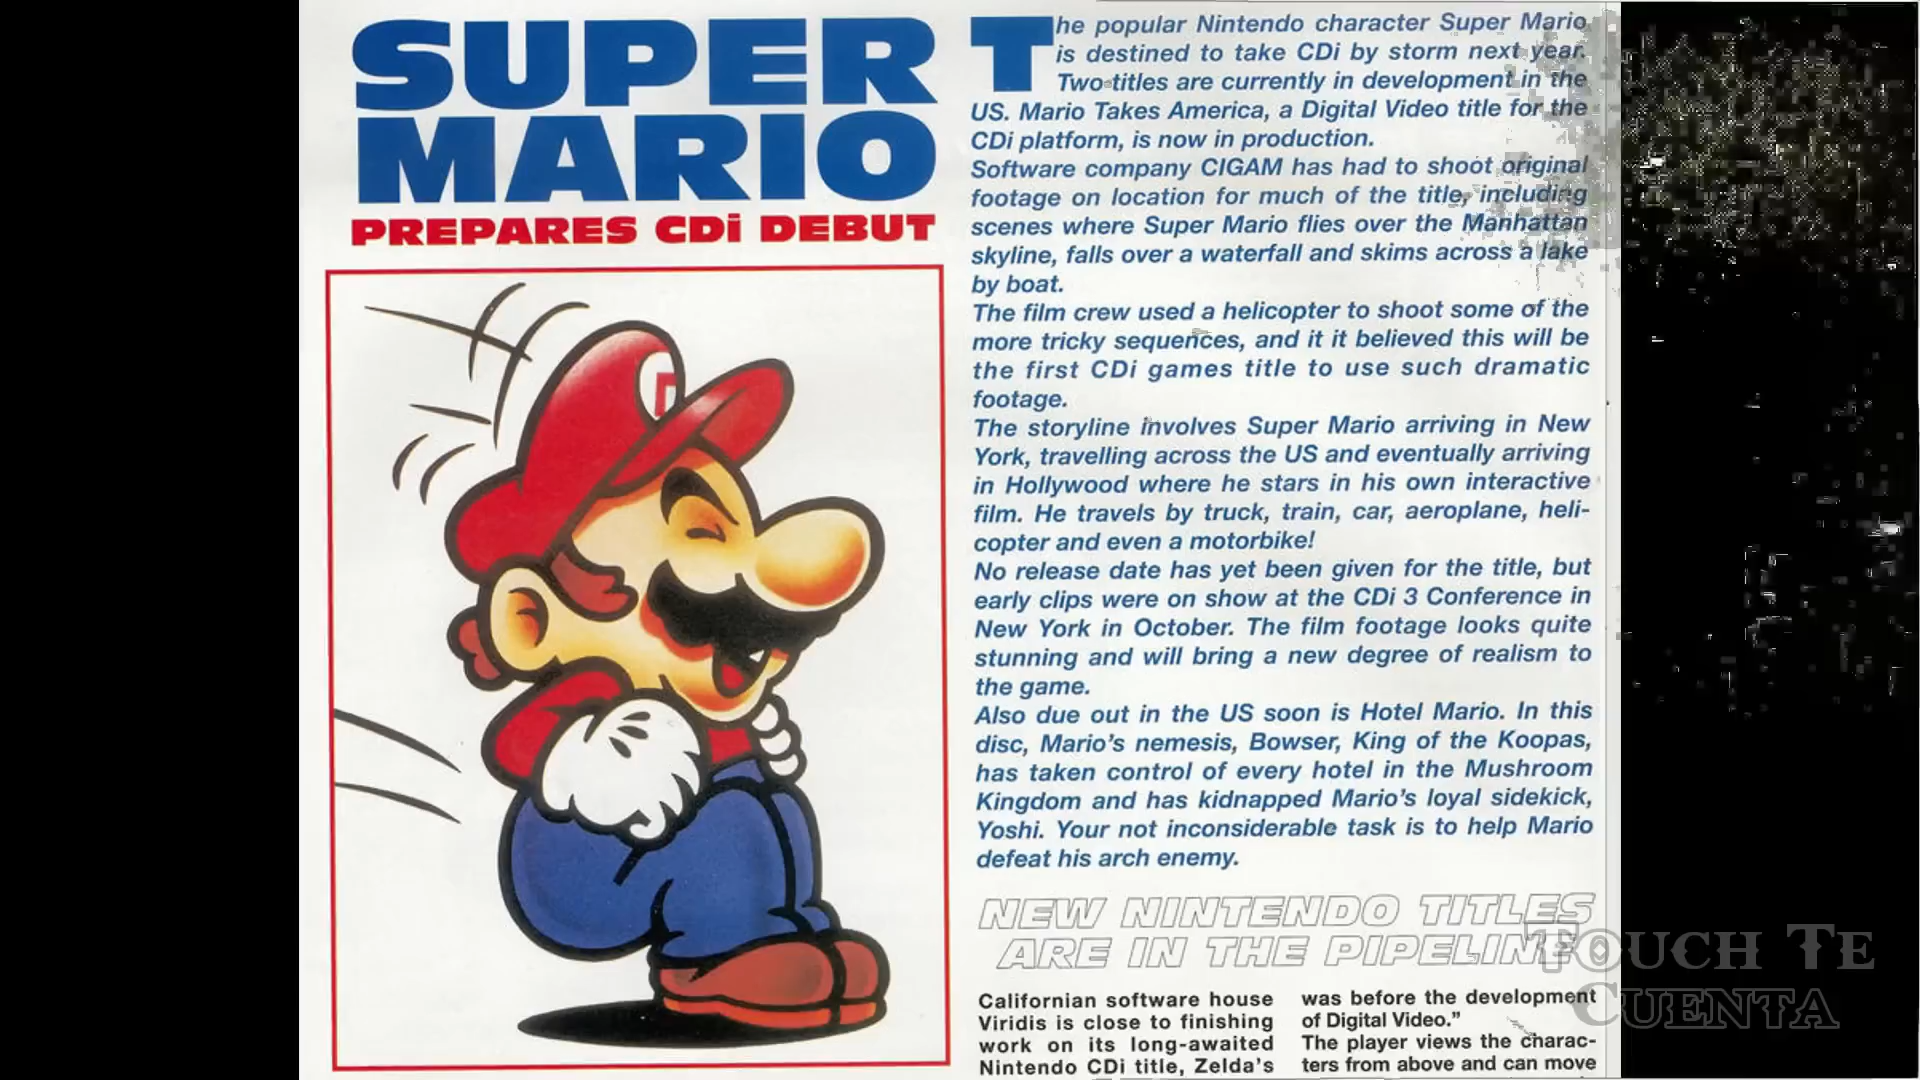 SUPER
MARIO
PREPARES CDi DEBUT
The popular Nintendo character Super Mario
is destined to take CDi by storm next year.
Two titles are currently in development in the
US. Mario Takes America, a Digital Video title for the
CDi platform, is now in production.
Software company CIGAM has had to shoot original
footage on location for much of the title, including
scenes where Super Mario flies over the Manhattan
skyline, falls over a waterfall and skims across a lake
by boat.
The film crew used a helicopter to shoot some of the
more tricky sequences, and it it believed this will be
the first CDi games title to use such dramatic
footage.
The storyline involves Super Mario arriving in New
York, travelling across the US and eventually arriving
in Hollywood where he stars in his own interactive
film. He travels by truck, train, car, aeroplane, heli-
copter and even a motorbike!
No release date has yet been given for the title, but
early clips were on show at the CDi 3 Conference in
New York in October. The film footage looks quite
stunning and will bring a new degree of realism to
the game.
Also due out in the US soon is Hotel Mario. In this
disc, Mario's nemesis, Bowser, King of the Koopas,
has taken control of every hotel in the Mushroom
Kingdom and has kidnapped Mario's loyal sidekick,
Yoshi. Your not inconsiderable task is to help Mario
defeat his arch enemy.
NEW NINTENDO TITLES
ARE IN THE PIPELINE
Californian software house
Viridis is close to finishing
work on its long-awaited
Nintendo CDi title, Zelda's
was before the development
of Digital Video."
The player views the charac-
ters from above and can move
TOUCH TE
CUENTA